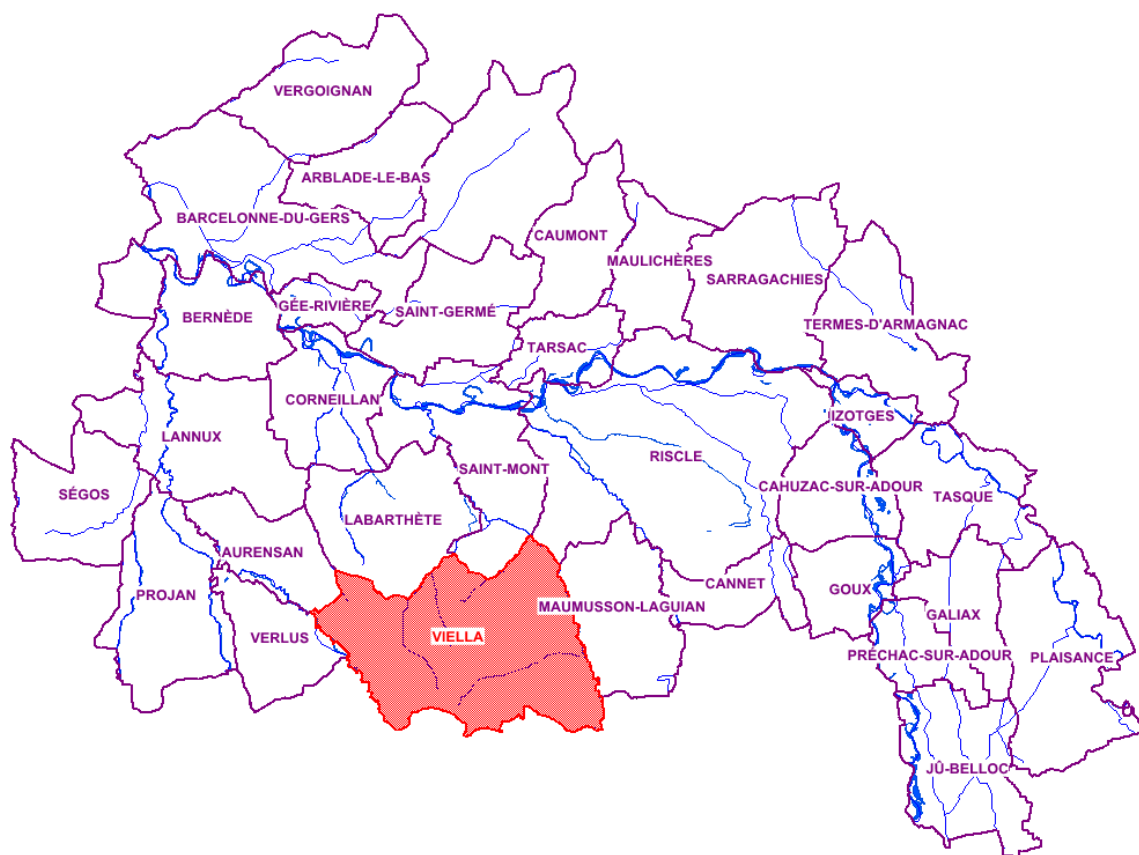 VERGOIGNAN
ARBLADE-LE-BAS
BARCELONNE-DU-GERS
CAUMONT
MAULICHÈRES
SARRAGACHIES
GÉE-RIVIÈRE
SAINT-GERMÉ
BERNÈDE
TERMES-D'ARMAGNAC
TARSAC
CORNEILLAN
IZOTGES
LANNUX
RISCLE
SAINT-MONT
SÉGOS
CAHUZAC-SUR-ADOUR
TASQUE
LABARTHÈTE
AURENSAN
CANNET
GOUX
PROJAN
MAUMUSSON-LAGUIAN
GALIAX
VERLUS
VIELLA
PRÉCHAC-SUR-ADOUR
PLAISANCE
JÛ-BELLOC